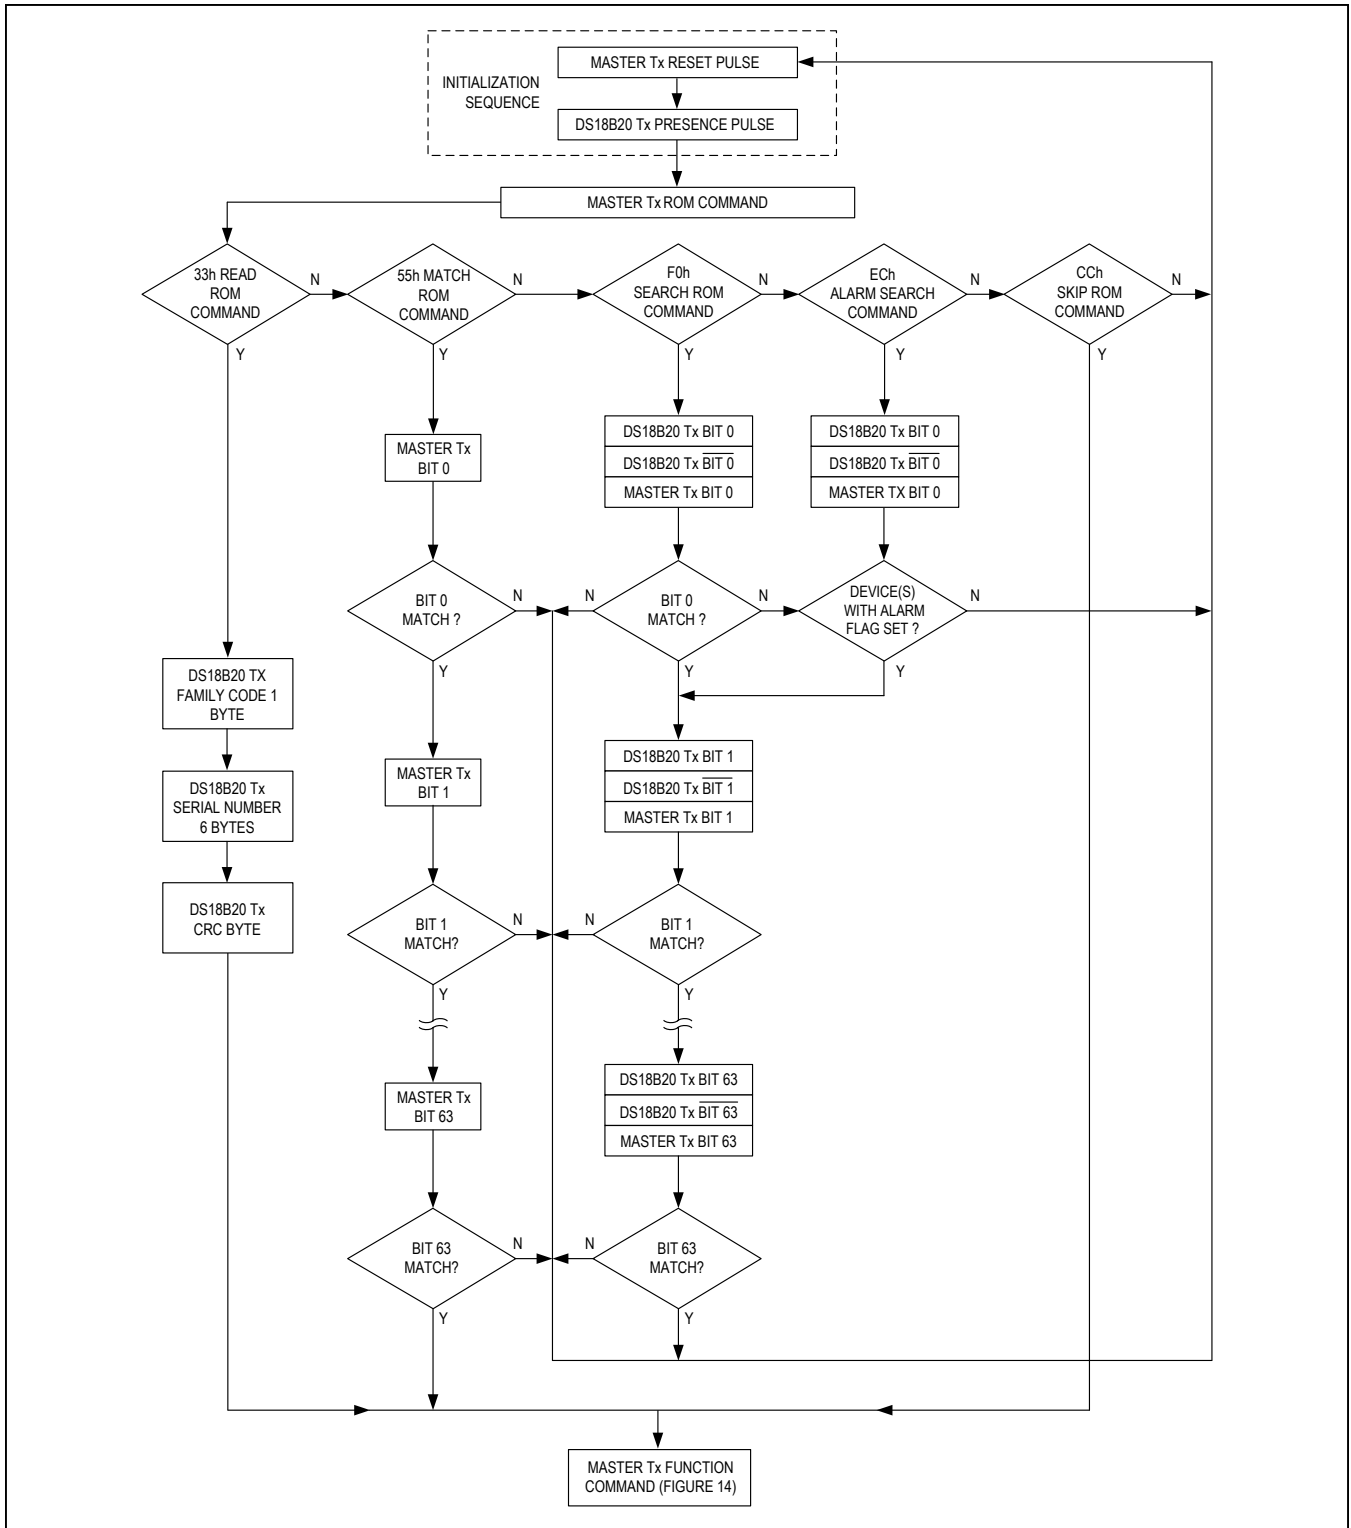 MASTER Tx RESET PULSE
INITIALIZATION
SEQUENCE
DS18B20 Tx PRESENCE PULSE
MASTER Tx ROM COMMAND
33h READ
ROM
COMMAND
N
Y
55h MATCH
ROM
COMMAND
N
Y
F0h
SEARCH ROM
COMMAND
N
Y
ECh
ALARM SEARCH
COMMAND
N
Y
CCh
SKIP ROM
COMMAND
N
Y
MASTER Tx
BIT 0
DS18B20 Tx BIT 0
DS18B20 Tx B̅I̅T̅ ̅0̅
MASTER Tx BIT 0
DS18B20 Tx BIT 0
DS18B20 Tx B̅I̅T̅ ̅0̅
MASTER TX BIT 0
BIT 0
MATCH ?
N
Y
N
BIT 0
MATCH ?
N
Y
DEVICE(S)
WITH ALARM
FLAG SET ?
N
Y
DS18B20 TX
FAMILY CODE 1
BYTE
DS18B20 Tx
SERIAL NUMBER
6 BYTES
DS18B20 Tx
CRC BYTE
MASTER Tx
BIT 1
DS18B20 Tx BIT 1
DS18B20 Tx B̅I̅T̅ ̅1̅
MASTER Tx BIT 1
BIT 1
MATCH?
N
Y
N
BIT 1
MATCH?
Y
MASTER Tx
BIT 63
DS18B20 Tx BIT 63
DS18B20 Tx B̅I̅T̅ ̅6̅3̅
MASTER Tx BIT 63
BIT 63
MATCH?
N
Y
N
BIT 63
MATCH?
Y
MASTER Tx FUNCTION
COMMAND (FIGURE 14)